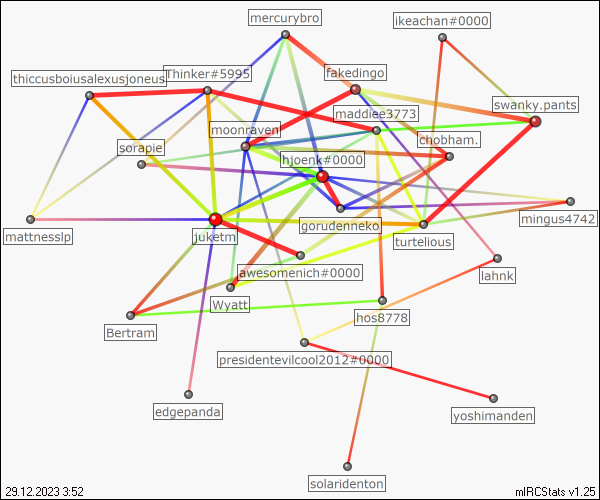 mercurybro
ikeachan#0000
thiccusboiusalexusjoneus
Thinker#5995
fakedingo
maddiee3773
swanky.pants
moonraven
chobham.
sorapie
hjoenk#0000
gorudenneko
mingus4742
mattnesslp
juketm
turtelious
awesomenich#0000
lahnk
Wyatt
hos8778
Bertram
presidentevilcool2012#0000
edgepanda
yoshimanden
solaridenton
29.12.2023 3:52
mIRCStats v1.25